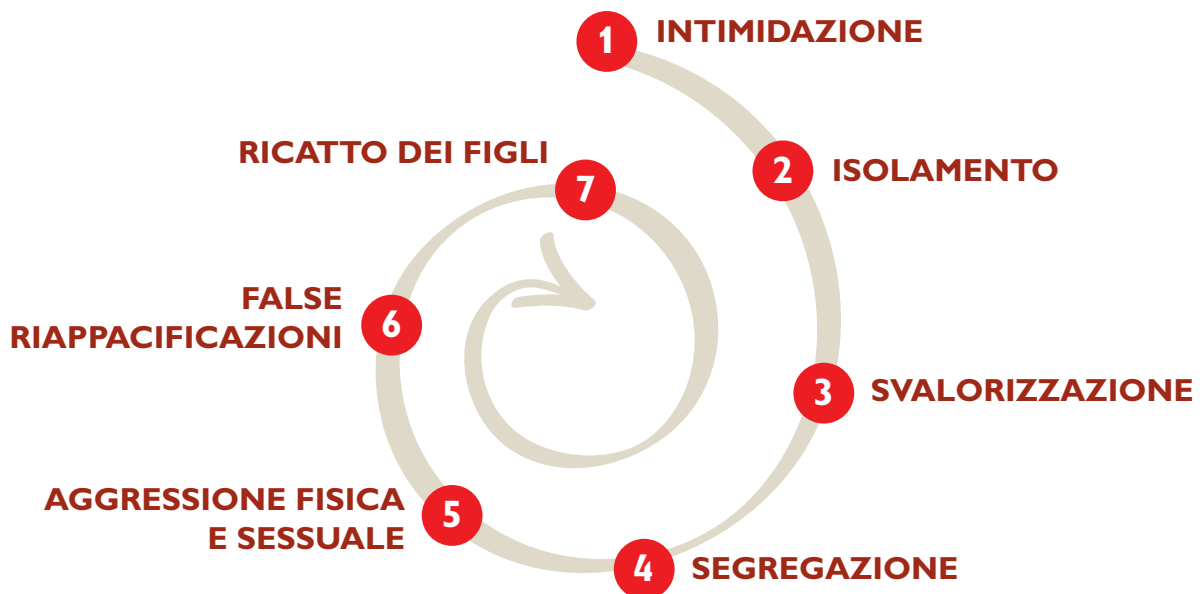 1 INTIMIDAZIONE
2 ISOLAMENTO
3 SVALORIZZAZIONE
4 SEGREGAZIONE
5 AGGRESSIONE FISICA
E SESSUALE
6 FALSE
RIAPPACIFICAZIONI
7 RICATTO DEI FIGLI